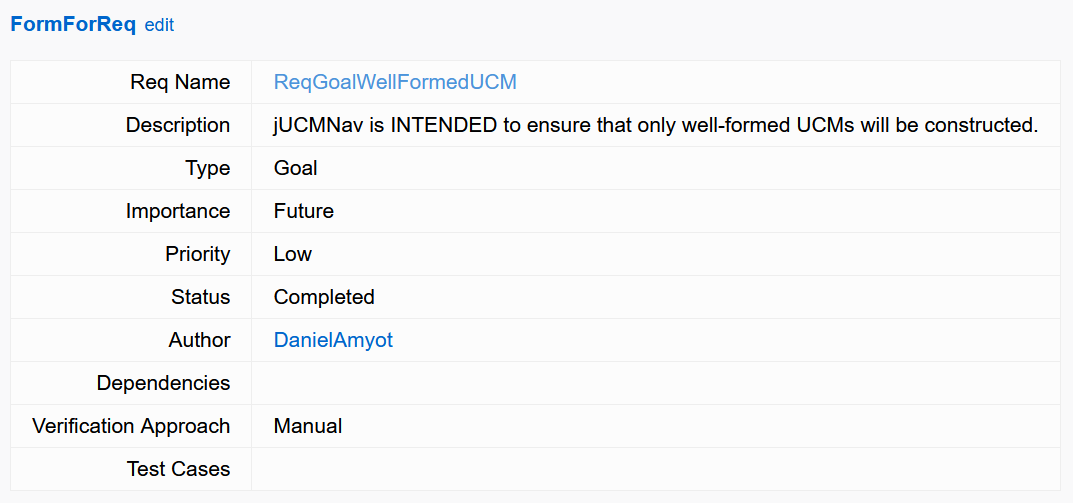 FormForReq edit
Req Name ReqGoalWellFormedUCM
Description jUCMNav is INTENDED to ensure that only well-formed UCMs will be constructed.
Type Goal
Importance Future
Priority Low
Status Completed
Author DanielAmyot
Dependencies
Verification Approach Manual
Test Cases